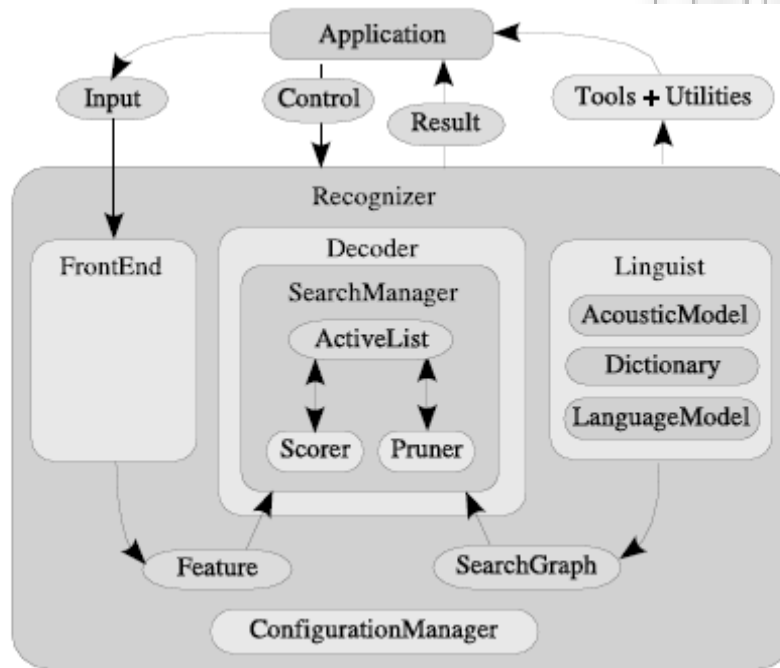 Application
Input
Control
Result
Tools + Utilities
Recognizer
FrontEnd
Decoder
SearchManager
ActiveList
Scorer
Pruner
Linguist
AcousticModel
Dictionary
LanguageModel
Feature
SearchGraph
ConfigurationManager